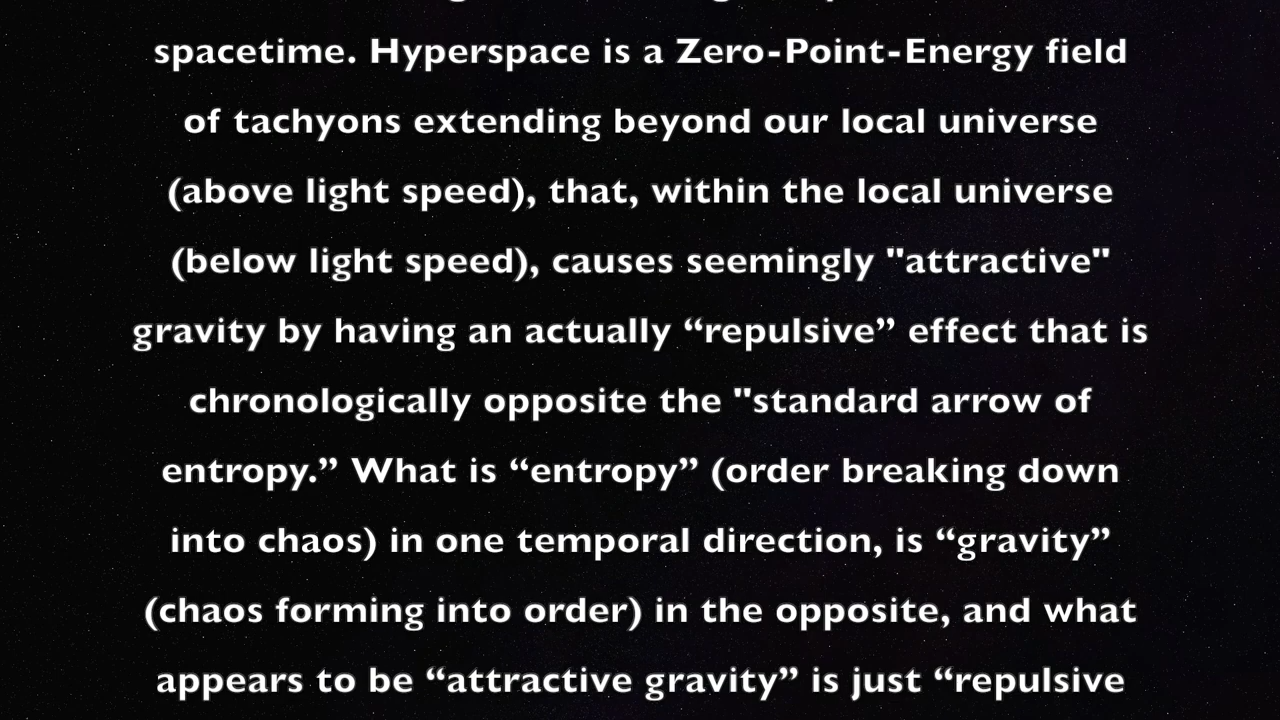 spacetime. Hyperspace is a Zero-Point-Energy field
of tachyons extending beyond our local universe
(above light speed), that, within the local universe
(below light speed), causes seemingly "attractive"
gravity by having an actually “repulsive” effect that is
chronologically opposite the "standard arrow of
entropy.” What is “entropy” (order breaking down
into chaos) in one temporal direction, is “gravity”
(chaos forming into order) in the opposite, and what
appears to be “attractive gravity” is just “repulsive